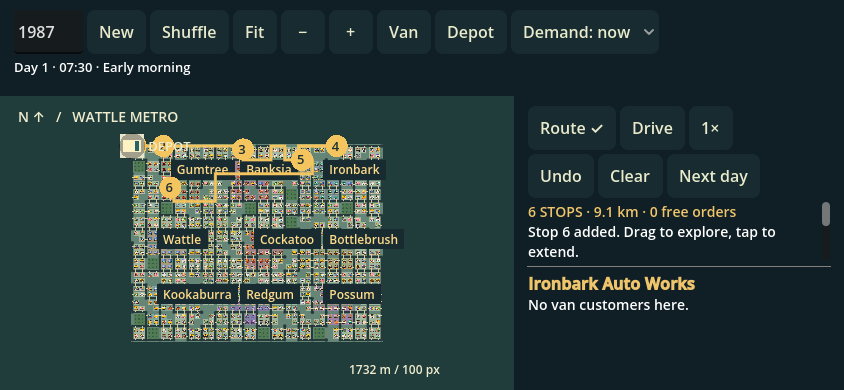 1987 New Shuffle Fit − + Van Depot Demand: now
Day 1 · 07:30 · Early morning
N ↑ / WATTLE METRO
DEPOT
3
4
5
6
Gumtree Banksia Ironbark
Wattle Cockatoo Bottlebrush
Kookaburra Redgum Possum
1732 m / 100 px
Route ✓ Drive 1×
Undo Clear Next day
6 STOPS · 9.1 km · 0 free orders
Stop 6 added. Drag to explore, tap to
extend.
Ironbark Auto Works
No van customers here.